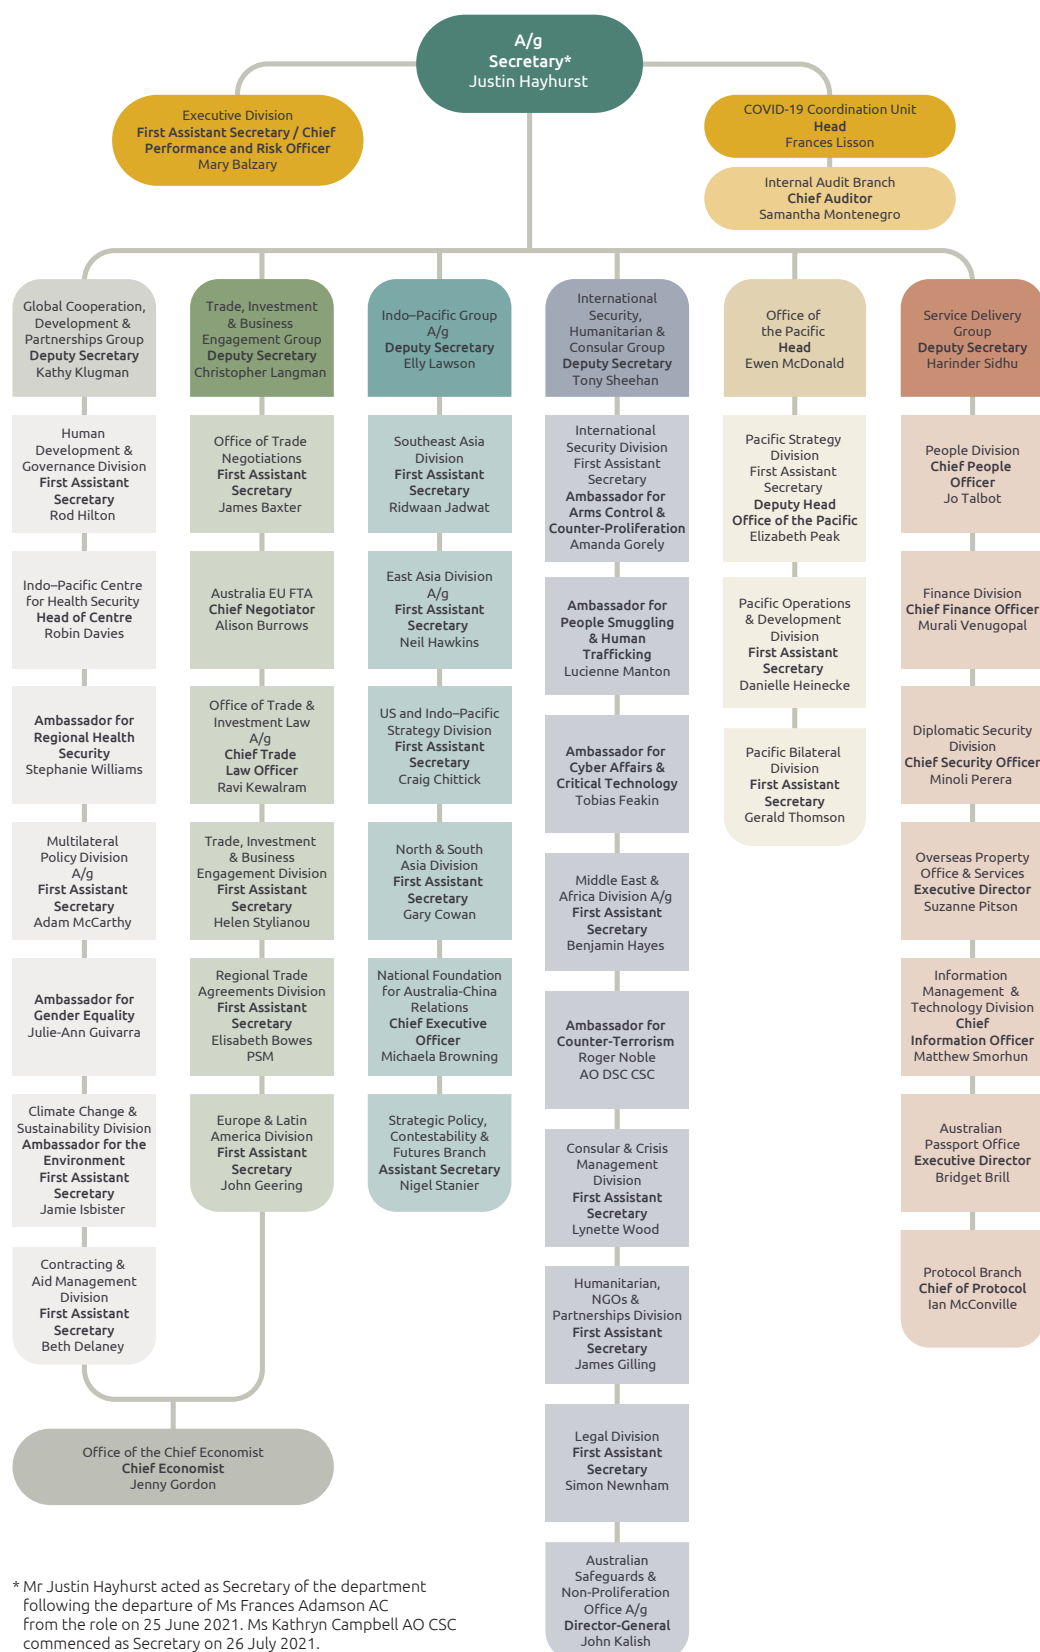 A/g
Secretary*
Justin Hayhurst
Executive Division
First Assistant Secretary / Chief
Performance and Risk Officer
Mary Balzary
COVID-19 Coordination Unit
Head
Frances Lisson
Internal Audit Branch
Chief Auditor
Samantha Montenegro
Global Cooperation,
Development &
Partnerships Group
Deputy Secretary
Kathy Klugman
Human
Development &
Governance Division
First Assistant
Secretary
Rod Hilton
Indo–Pacific Centre
for Health Security
Head of Centre
Robin Davies
Ambassador for
Regional Health
Security
Stephanie Williams
Multilateral
Policy Division
A/g
First Assistant
Secretary
Adam McCarthy
Ambassador for
Gender Equality
Julie-Ann Guivarra
Climate Change &
Sustainability Division
Ambassador for the
Environment
First Assistant
Secretary
Jamie Isbister
Contracting &
Aid Management
Division
First Assistant
Secretary
Beth Delaney
Trade, Investment
& Business
Engagement Group
Deputy Secretary
Christopher Langman
Office of Trade
Negotiations
First Assistant
Secretary
James Baxter
Australia EU FTA
Chief Negotiator
Alison Burrows
Office of Trade &
Investment Law
A/g
Chief Trade
Law Officer
Ravi Kewalram
Trade, Investment
& Business
Engagement Division
First Assistant
Secretary
Helen Stylianou
Regional Trade
Agreements Division
First Assistant
Secretary
Elisabeth Bowes
PSM
Europe & Latin
America Division
First Assistant
Secretary
John Geering
Office of the Chief Economist
Chief Economist
Jenny Gordon
Indo–Pacific Group
A/g
Deputy Secretary
Elly Lawson
Southeast Asia
Division
First Assistant
Secretary
Ridwaan Jadwat
East Asia Division
A/g
First Assistant
Secretary
Neil Hawkins
US and Indo–Pacific
Strategy Division
First Assistant
Secretary
Craig Chittick
North & South
Asia Division
First Assistant
Secretary
Gary Cowan
National Foundation
for Australia-China
Relations
Chief Executive
Officer
Michaela Browning
Strategic Policy,
Contestability &
Futures Branch
Assistant Secretary
Nigel Stanier
International
Security,
Humanitarian &
Consular Group
Deputy Secretary
Tony Sheehan
International
Security Division
First Assistant
Secretary
Ambassador for
Arms Control &
Counter-Proliferation
Amanda Gorely
Ambassador for
People Smuggling
& Human
Trafficking
Lucienne Manton
Ambassador for
Cyber Affairs &
Critical Technology
Tobias Feakin
Middle East &
Africa Division A/g
First Assistant
Secretary
Benjamin Hayes
Ambassador for
Counter-Terrorism
Roger Noble
AO DSC CSC
Consular & Crisis
Management
Division
First Assistant
Secretary
Lynette Wood
Humanitarian,
NGOs &
Partnerships Division
First Assistant
Secretary
James Gilling
Legal Division
First Assistant
Secretary
Simon Newnham
Australian
Safeguards &
Non-Proliferation
Office A/g
Director-General
John Kalish
Office of
the Pacific
Head
Ewen McDonald
Pacific Strategy
Division
First Assistant
Secretary
Deputy Head
Office of the Pacific
Elizabeth Peak
Pacific Operations
& Development
Division
First Assistant
Secretary
Danielle Heinecke
Pacific Bilateral
Division
First Assistant
Secretary
Gerald Thomson
Service Delivery
Group
Deputy Secretary
Harinder Sidhu
People Division
Chief People
Officer
Jo Talbot
Finance Division
Chief Finance Officer
Murali Venugopal
Diplomatic Security
Division
Chief Security Officer
Minoli Perera
Overseas Property
Office & Services
Executive Director
Suzanne Pitson
Information
Management &
Technology Division
Chief
Information Officer
Matthew Smorhun
Australian
Passport Office
Executive Director
Bridget Brill
Protocol Branch
Chief of Protocol
Ian McConville
* Mr Justin Hayhurst acted as Secretary of the department
following the departure of Ms Frances Adamson AC
from the role on 25 June 2021. Ms Kathryn Campbell AO CSC
commenced as Secretary on 26 July 2021.